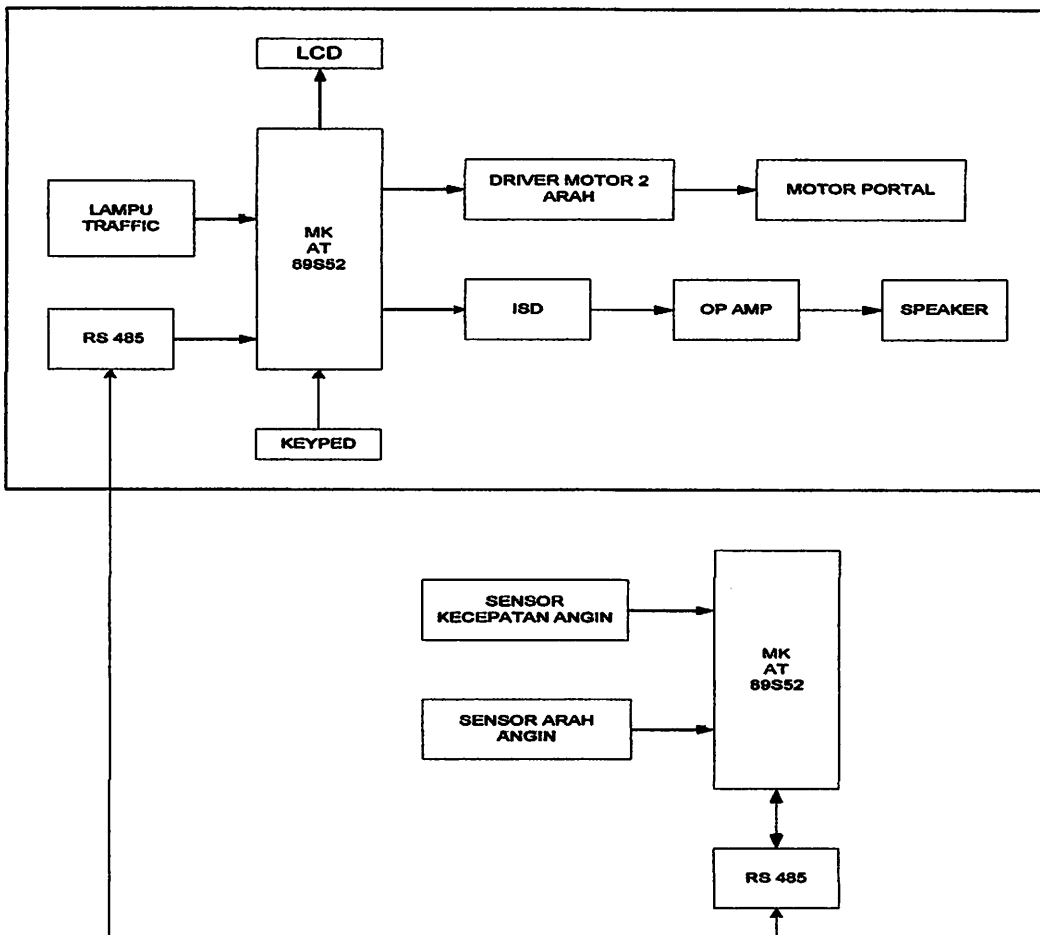 LCD
LAMPU
TRAFFIC
MK
AT
89S52
DRIVER MOTOR 2
ARAH
MOTOR PORTAL
RS 485
ISD
OP AMP
SPEAKER
KEYPED
SENSOR
KECEPATAN ANGIN
MK
AT
89S52
SENSOR ARAH
ANGIN
RS 485